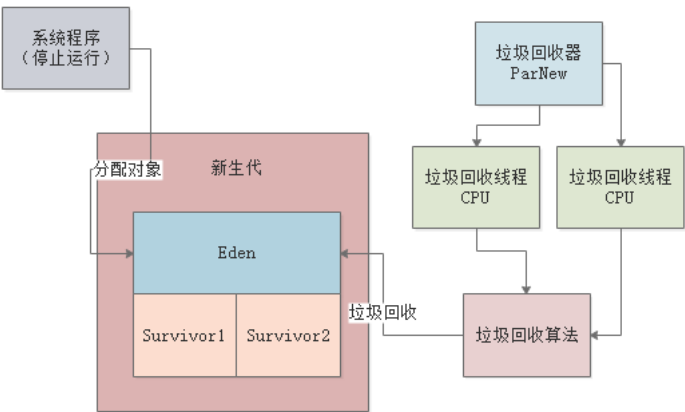 系统程序
（停止运行）
垃圾回收器
ParNew
分配对象
新生代
垃圾回收线程
CPU
垃圾回收线程
CPU
Eden
垃圾回收
Survivor1
Survivor2
垃圾回收算法